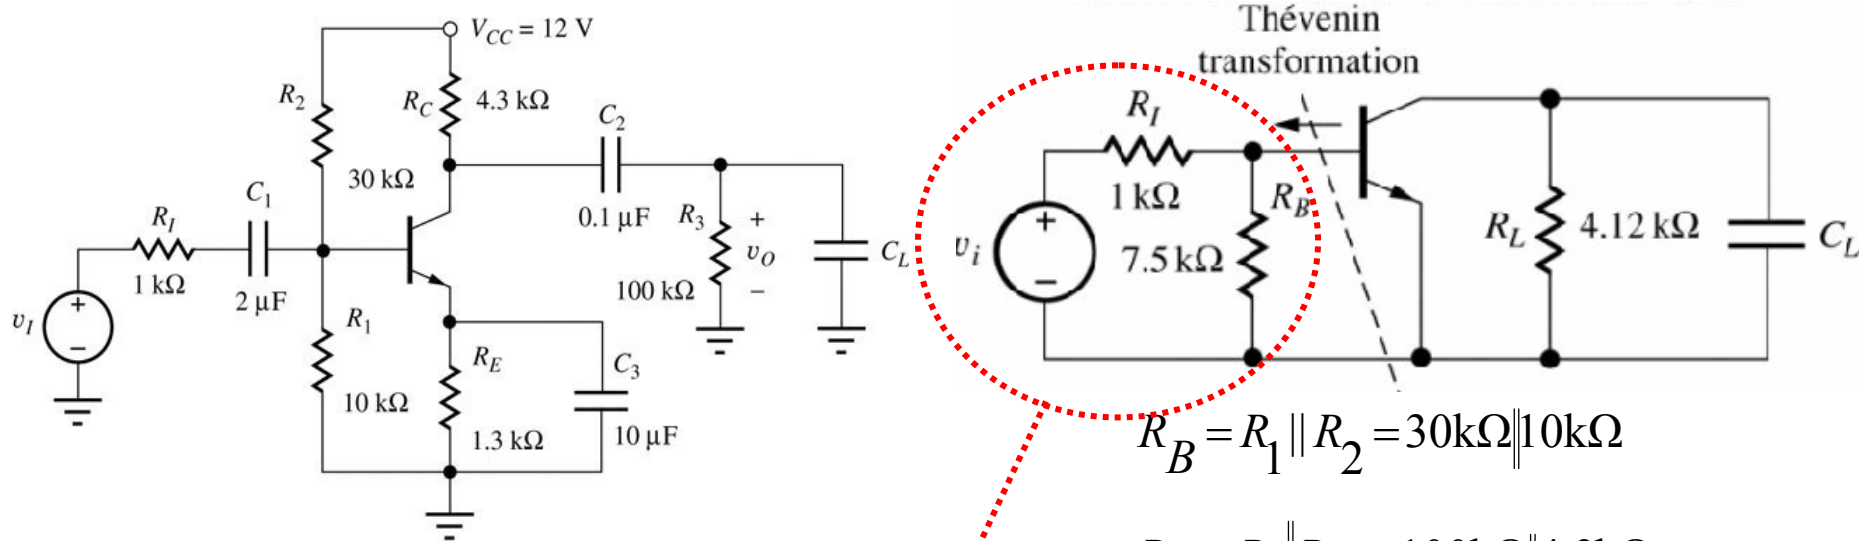 V_CC = 12 V
R_2
R_C
4.3 kΩ
C_2
30 kΩ
C_1
R_I
0.1 µF
R_3
+
v_O
−
C_L
1 kΩ
2 µF
100 kΩ
+
−
v_I
R_1
R_E
C_3
10 kΩ
1.3 kΩ
10 µF
Thévenin
transformation
R_I
1 kΩ
R_B
+
−
v_i
7.5 kΩ
R_L
4.12 kΩ
C_L
R_B = R_1 || R_2 = 30kΩ||10kΩ